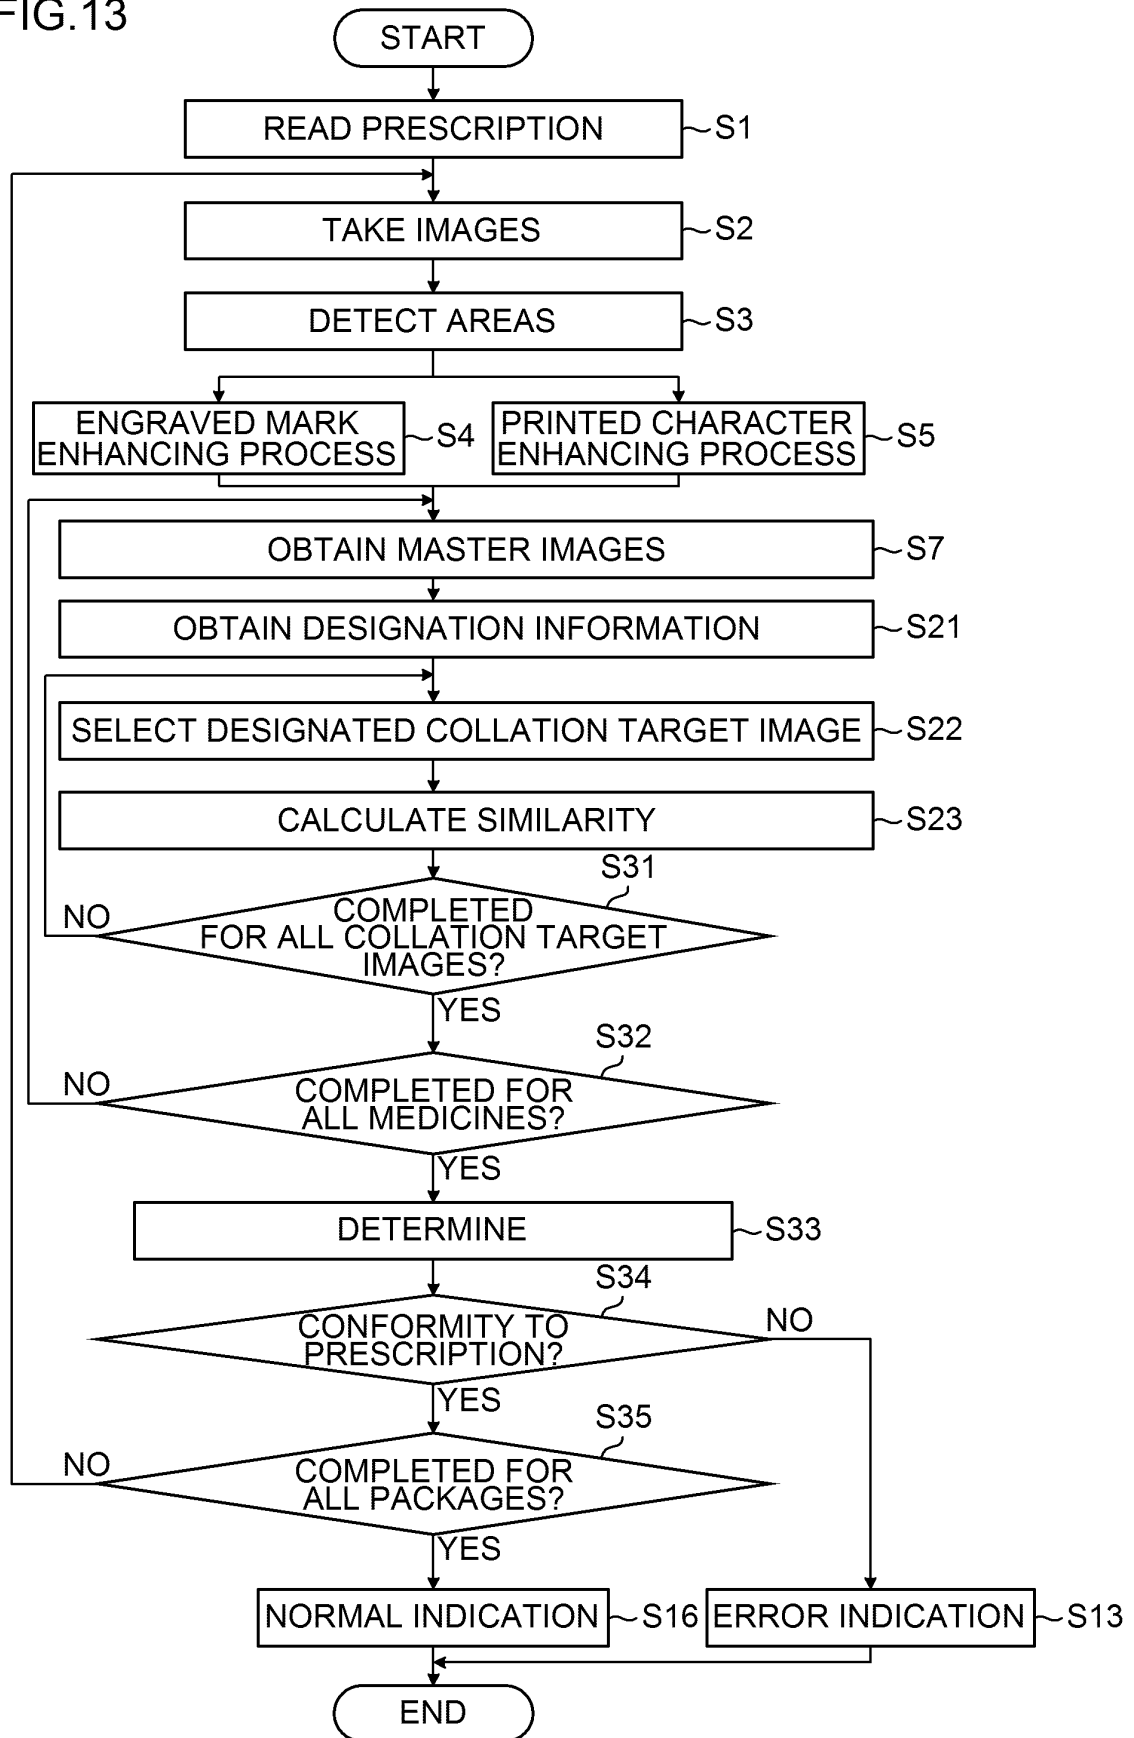 FIG.13
START
READ PRESCRIPTION
S1
TAKE IMAGES
S2
DETECT AREAS
S3
ENGRAVED MARK
ENHANCING PROCESS
S4
PRINTED CHARACTER
ENHANCING PROCESS
S5
OBTAIN MASTER IMAGES
S7
OBTAIN DESIGNATION INFORMATION
S21
SELECT DESIGNATED COLLATION TARGET IMAGE
S22
CALCULATE SIMILARITY
S23
S31
NO
COMPLETED
FOR ALL COLLATION TARGET
IMAGES?
YES
S32
NO
COMPLETED FOR
ALL MEDICINES?
YES
DETERMINE
S33
S34
CONFORMITY TO
PRESCRIPTION?
NO
YES
S35
NO
COMPLETED FOR
ALL PACKAGES?
YES
NORMAL INDICATION
S16
ERROR INDICATION
S13
END